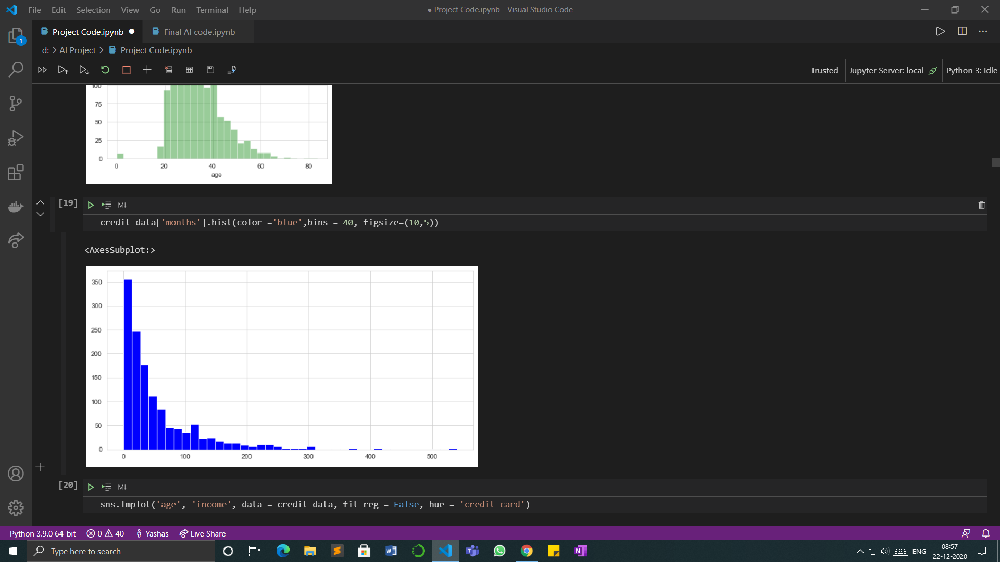 File Edit Selection View Go Run Terminal Help
● Project Code.ipynb - Visual Studio Code
Project Code.ipynb ●
Final AI code.ipynb
1
d: > AI Project > Project Code.ipynb
Trusted
Jupyter Server: local
Python 3: Idle
100
75
50
25
0
0 20 40 60 80
age
[19]
M↓
credit_data['months'].hist(color ='blue',bins = 40, figsize=(10,5))
<AxesSubplot:>
350
300
250
200
150
100
50
0
0 100 200 300 400 500
[20]
M↓
sns.lmplot('age', 'income', data = credit_data, fit_reg = False, hue = 'credit_card')
Python 3.9.0 64-bit 0 40 Yashas Live Share
Type here to search
ENG
08:57
22-12-2020